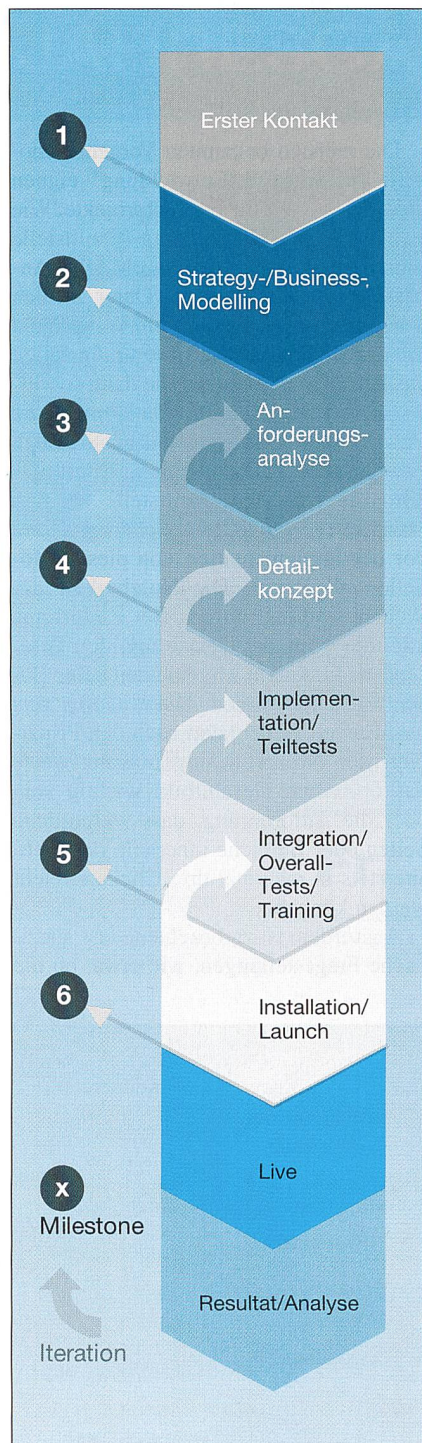 Erster Kontakt
1
Strategy-/Business-
Modelling
2
An-
forderungs-
analyse
3
Detail-
konzept
4
Implemen-
tation/
Teiltests
Integration/
Overall-
Tests/
Training
5
Installation/
Launch
6
Live
x
Milestone
Resultat/Analyse
Iteration